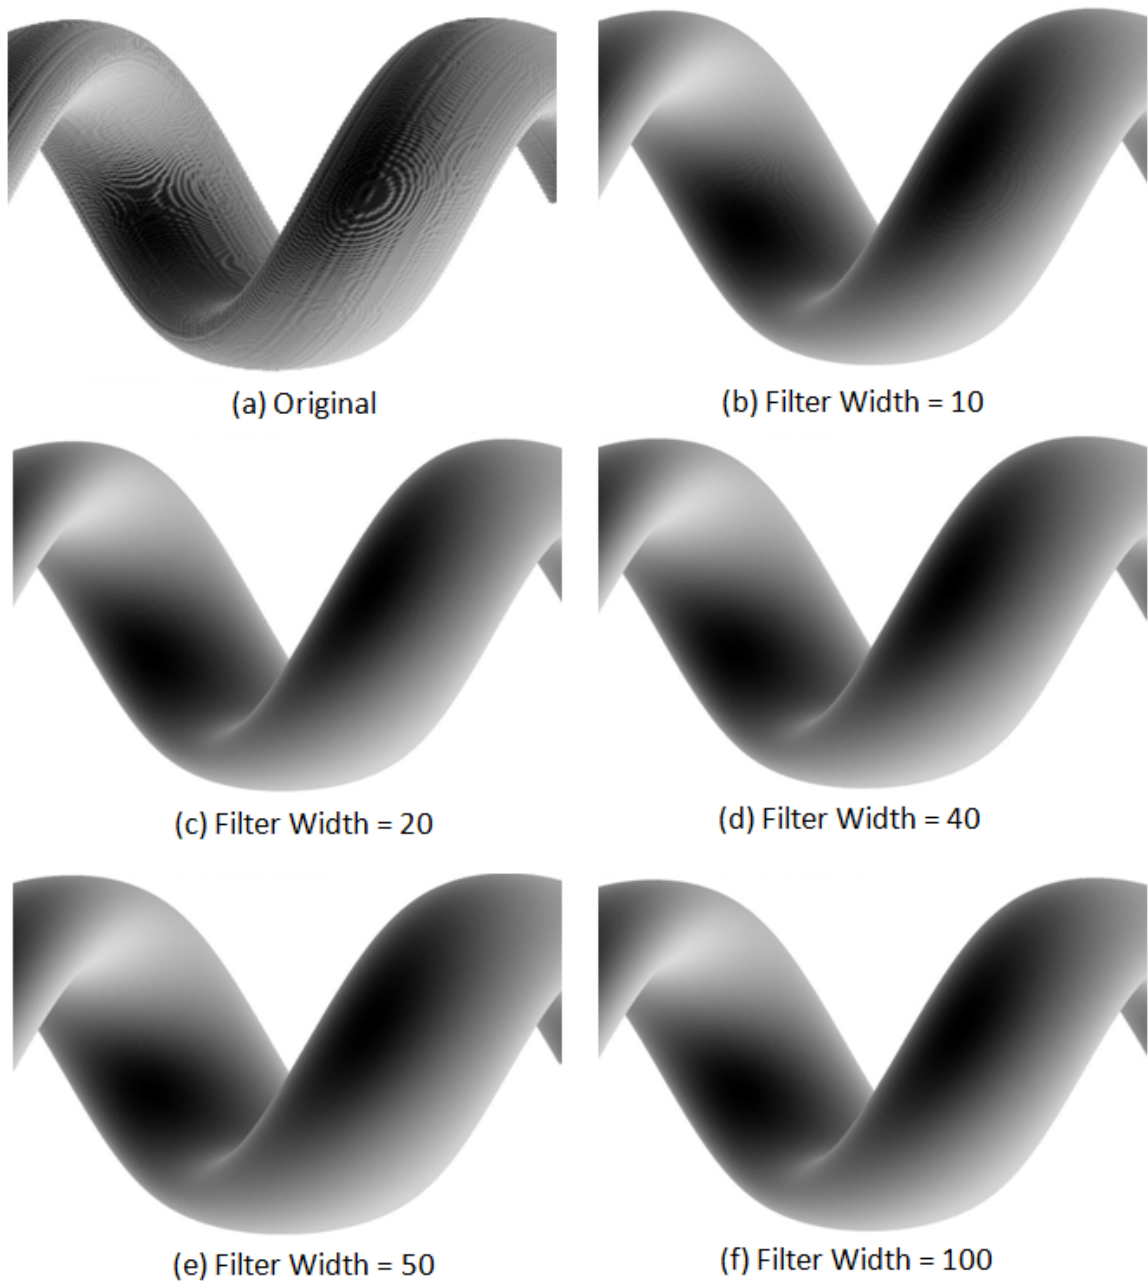 (a) Original
(b) Filter Width = 10
(c) Filter Width = 20
(d) Filter Width = 40
(e) Filter Width = 50
(f) Filter Width = 100